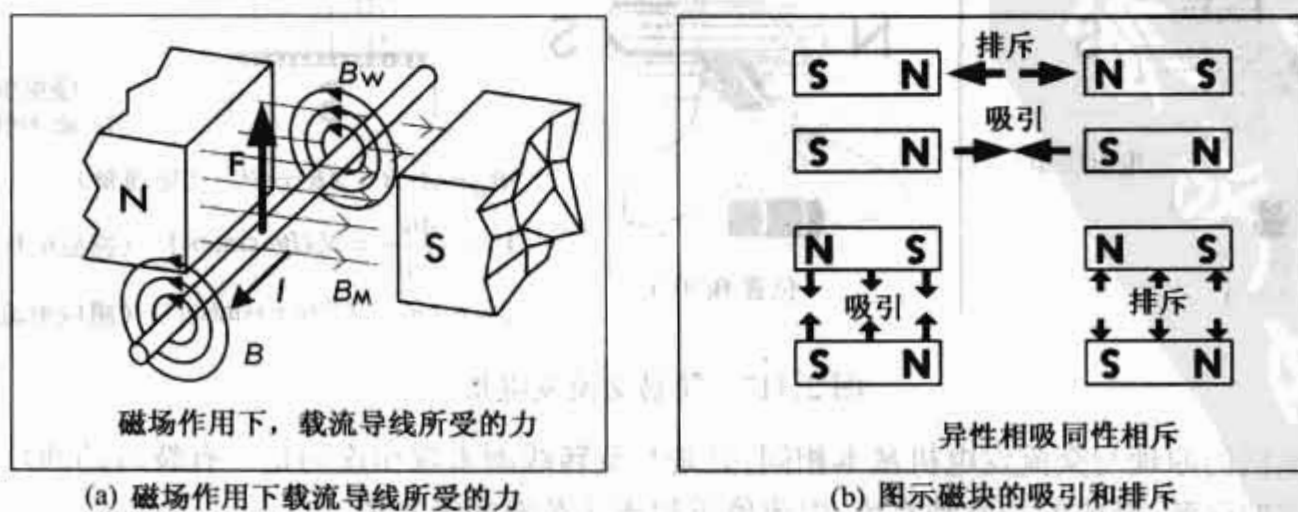 B_W
F
N
S
I
B_M
B
磁场作用下，载流导线所受的力
(a) 磁场作用下载流导线所受的力
排斥
S N N S
吸引
S N S N
N S N S
吸引 排斥
S N S N
异性相吸同性相斥
(b) 图示磁块的吸引和排斥